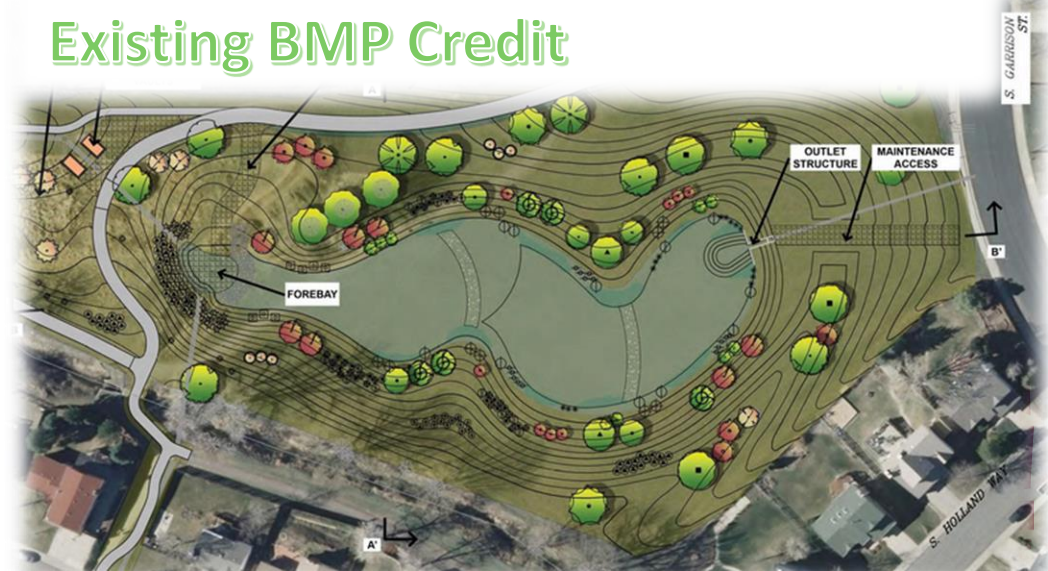 Existing BMP Credit
S. GARRISON
ST.
A
OUTLET
STRUCTURE
MAINTENANCE
ACCESS
B'
FOREBAY
A'
S. HOLLAND WAY